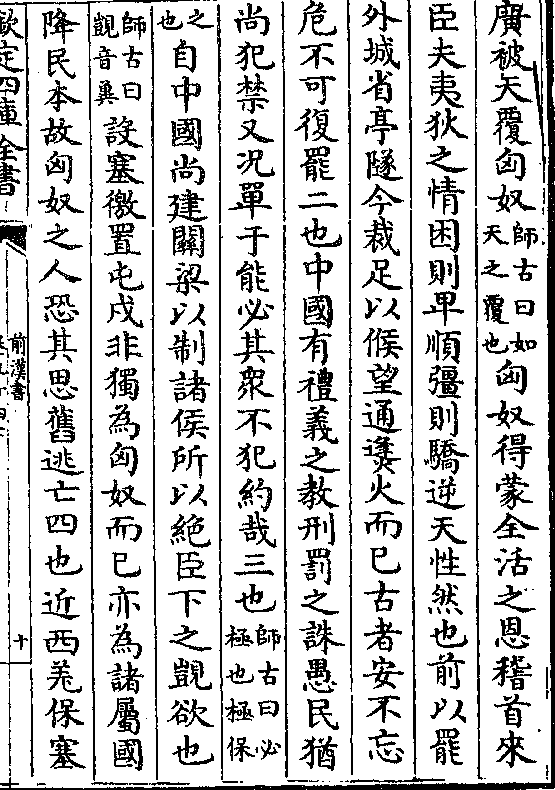 廣被天覆匈奴師古曰如天之覆也匈奴得蒙全活之恩稽首來
臣夫夷狄之情困則卑順彊則驕逆天性然也前以罷
外城省亭隧今裁足以候望通㷭火而已古者安不忘
危不可復罷二也中國有禮義之教刑罰之誅愚民猶
尚犯禁又況單于能必其衆不犯約哉三也師古曰必極也極保
之也自中國尚建關梁以制諸侯所以絶臣下之覬欲也
師古曰覬音冀設塞徼置屯戍非獨為匈奴而已亦為諸屬國
降民本故匈奴之人恐其思舊逃亡四也近西羌保塞
欽定四庫全書
前漢書
十